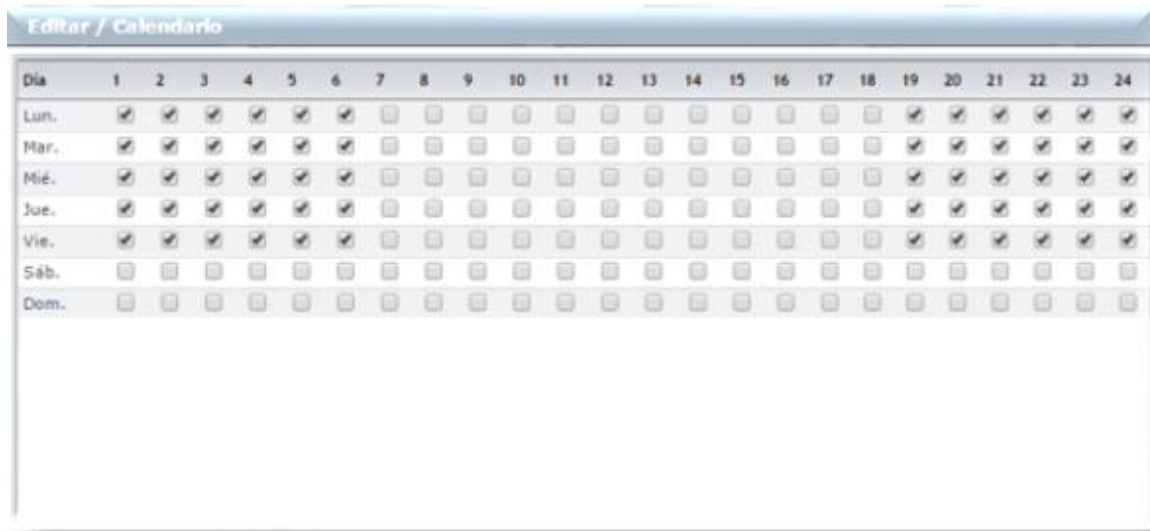 Editar / Calendario
Día 1 2 3 4 5 6 7 8 9 10 11 12 13 14 15 16 17 18 19 20 21 22 23 24
Lun.
Mar.
Mié.
Jue.
Vie.
Sáb.
Dom.